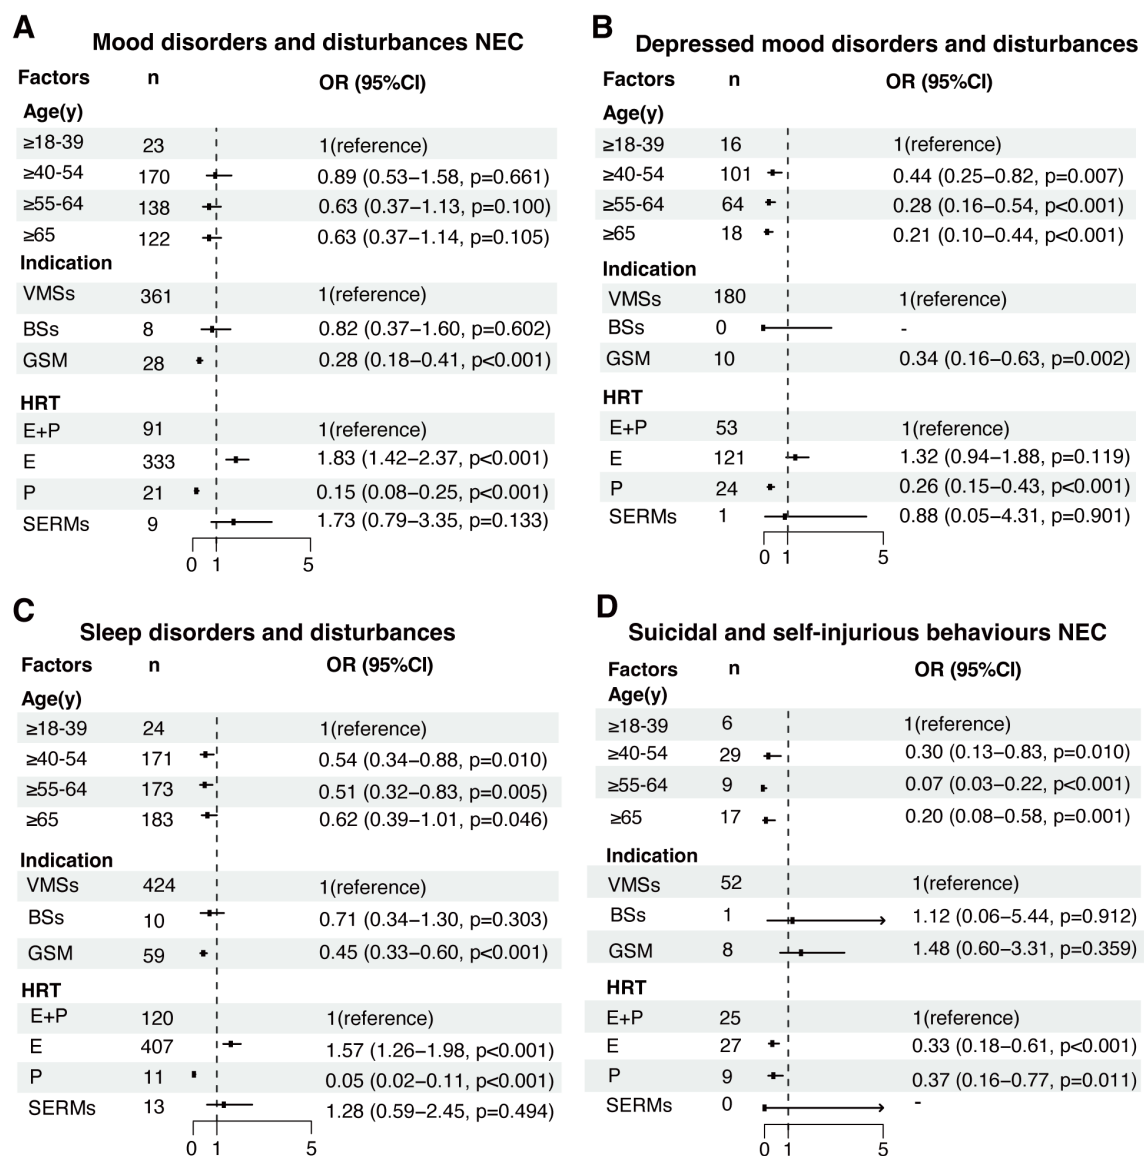 A
Mood disorders and disturbances NEC
Factors n OR (95%CI)
Age(y)
≥18-39 23 1(reference)
≥40-54 170 0.89 (0.53−1.58, p=0.661)
≥55-64 138 0.63 (0.37−1.13, p=0.100)
≥65 122 0.63 (0.37−1.14, p=0.105)
Indication
VMSs 361 1(reference)
BSs 8 0.82 (0.37−1.60, p=0.602)
GSM 28 0.28 (0.18−0.41, p<0.001)
HRT
E+P 91 1(reference)
E 333 1.83 (1.42−2.37, p<0.001)
P 21 0.15 (0.08−0.25, p<0.001)
SERMs 9 1.73 (0.79−3.35, p=0.133)
0 1 5
B
Depressed mood disorders and disturbances
Factors n OR (95%CI)
Age(y)
≥18-39 16 1(reference)
≥40-54 101 0.44 (0.25−0.82, p=0.007)
≥55-64 64 0.28 (0.16−0.54, p<0.001)
≥65 18 0.21 (0.10−0.44, p<0.001)
Indication
VMSs 180 1(reference)
BSs 0 -
GSM 10 0.34 (0.16−0.63, p=0.002)
HRT
E+P 53 1(reference)
E 121 1.32 (0.94−1.88, p=0.119)
P 24 0.26 (0.15−0.43, p<0.001)
SERMs 1 0.88 (0.05−4.31, p=0.901)
0 1 5
C
Sleep disorders and disturbances
Factors n OR (95%CI)
Age(y)
≥18-39 24 1(reference)
≥40-54 171 0.54 (0.34−0.88, p=0.010)
≥55-64 173 0.51 (0.32−0.83, p=0.005)
≥65 183 0.62 (0.39−1.01, p=0.046)
Indication
VMSs 424 1(reference)
BSs 10 0.71 (0.34−1.30, p=0.303)
GSM 59 0.45 (0.33−0.60, p<0.001)
HRT
E+P 120 1(reference)
E 407 1.57 (1.26−1.98, p<0.001)
P 11 0.05 (0.02−0.11, p<0.001)
SERMs 13 1.28 (0.59−2.45, p=0.494)
0 1 5
D
Suicidal and self-injurious behaviours NEC
Factors n OR (95%CI)
Age(y)
≥18-39 6 1(reference)
≥40-54 29 0.30 (0.13−0.83, p=0.010)
≥55-64 9 0.07 (0.03−0.22, p<0.001)
≥65 17 0.20 (0.08−0.58, p=0.001)
Indication
VMSs 52 1(reference)
BSs 1 1.12 (0.06−5.44, p=0.912)
GSM 8 1.48 (0.60−3.31, p=0.359)
HRT
E+P 25 1(reference)
E 27 0.33 (0.18−0.61, p<0.001)
P 9 0.37 (0.16−0.77, p=0.011)
SERMs 0 -
0 1 5